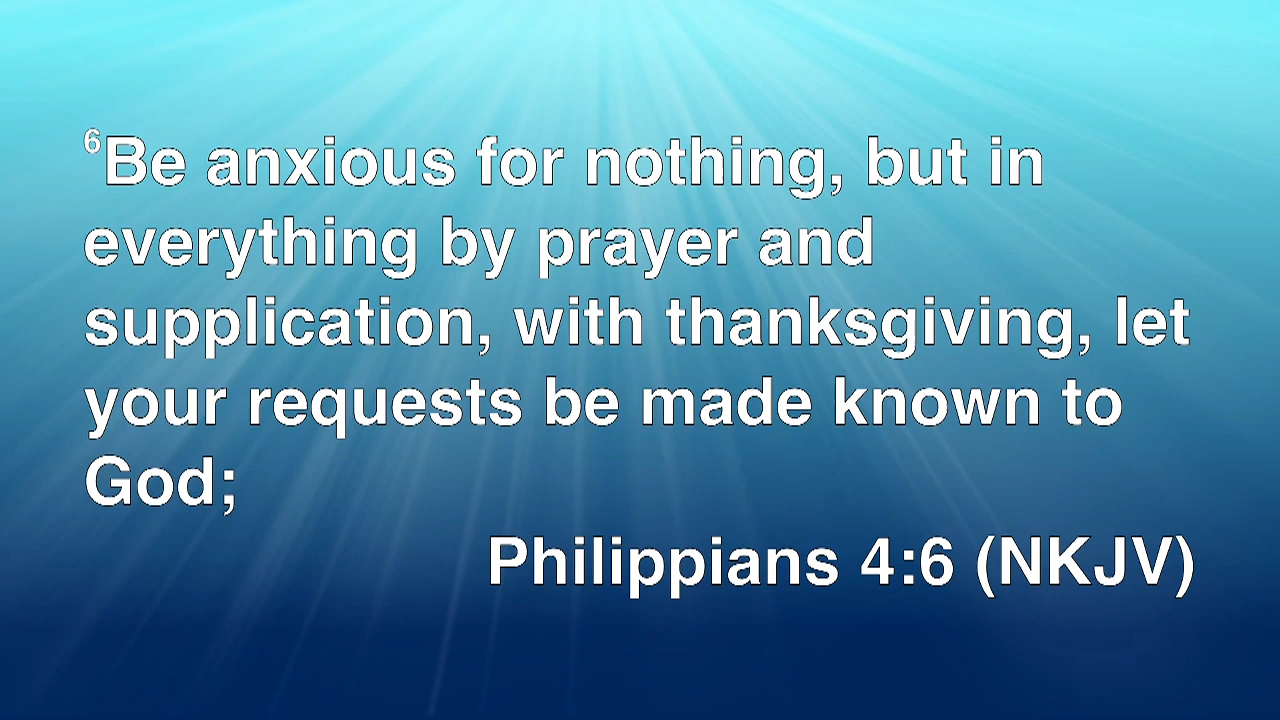 ⁶Be anxious for nothing, but in
everything by prayer and
supplication, with thanksgiving, let
your requests be made known to
God;
Philippians 4:6 (NKJV)